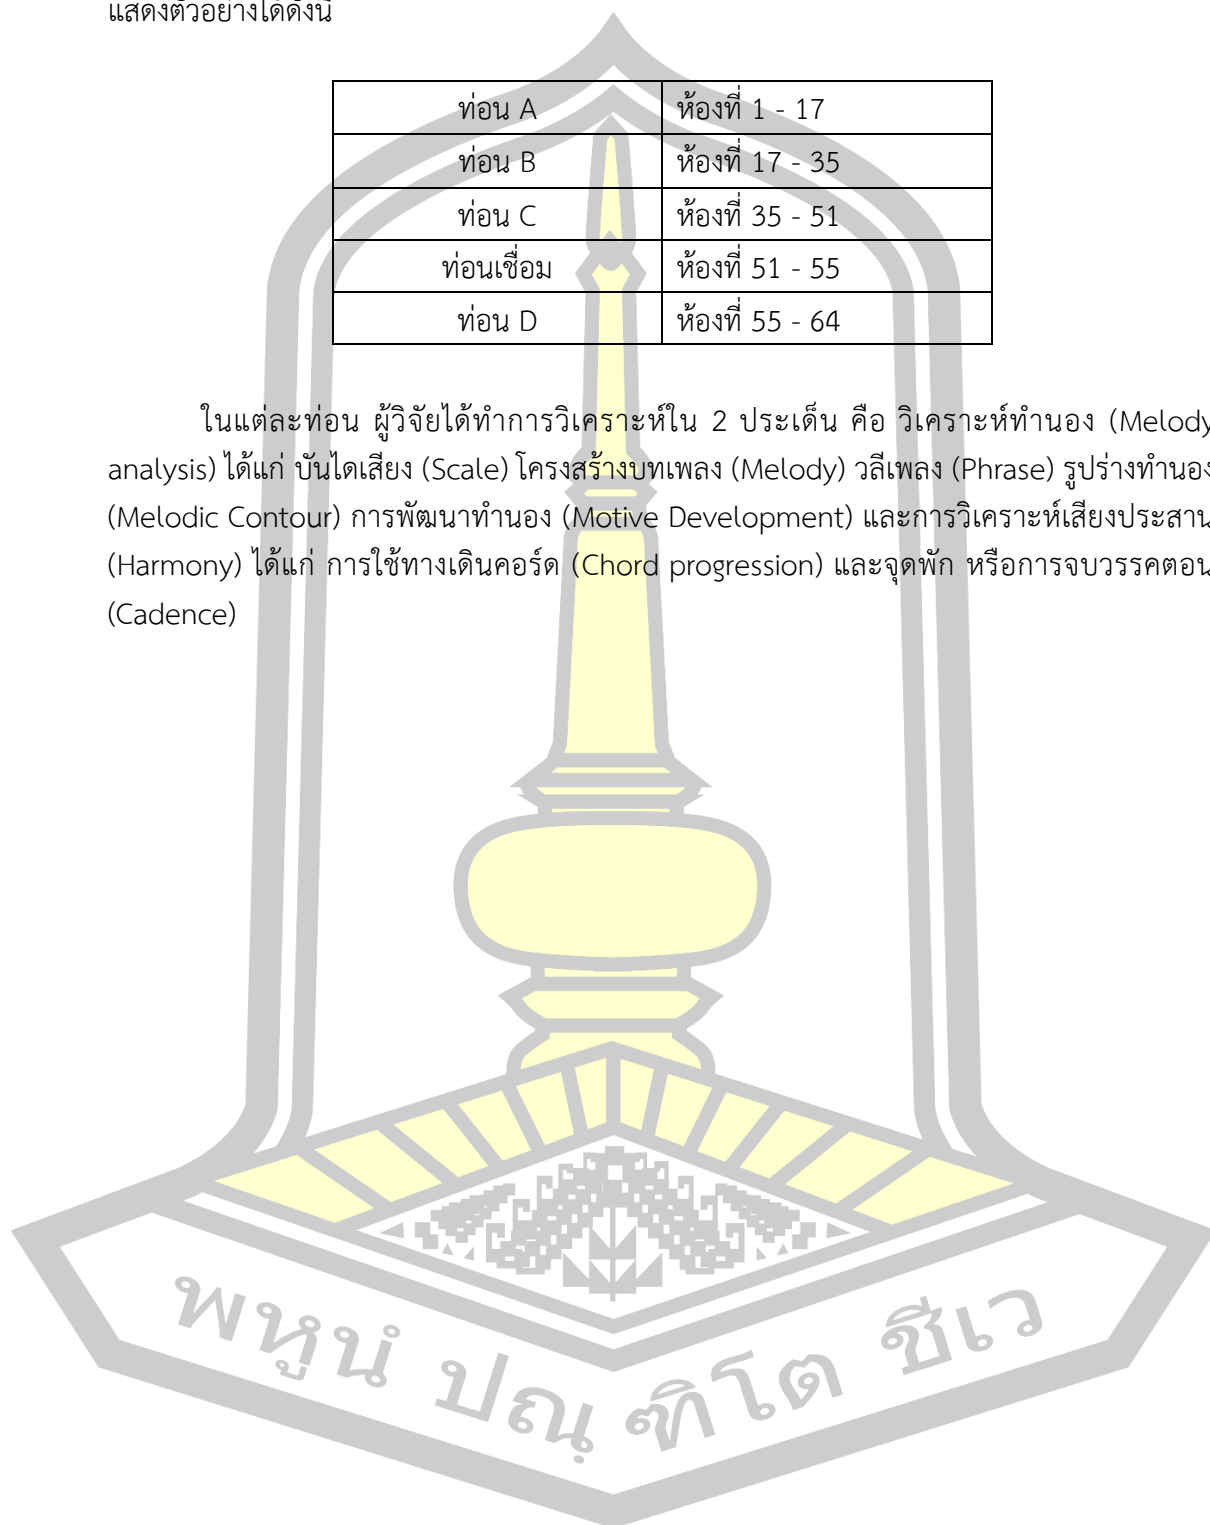 แสดงตัวอย่างได้ดังนี้
ท่อน A ห้องที่ 1 - 17
ท่อน B ห้องที่ 17 - 35
ท่อน C ห้องที่ 35 - 51
ท่อนเชื่อม ห้องที่ 51 - 55
ท่อน D ห้องที่ 55 - 64
ในแต่ละท่อน ผู้วิจัยได้ทำการวิเคราะห์ใน 2 ประเด็น คือ วิเคราะห์ทำนอง (Melody
analysis) ได้แก่ บันไดเสียง (Scale) โครงสร้างบทเพลง (Melody) วลีเพลง (Phrase) รูปร่างทำนอง
(Melodic Contour) การพัฒนาทำนอง (Motive Development) และการวิเคราะห์เสียงประสาน
(Harmony) ได้แก่ การใช้ทางเดินคอร์ด (Chord progression) และจุดพัก หรือการจบวรรคตอน
(Cadence)
พหูนํ ปณฺฑิโต ชีเว